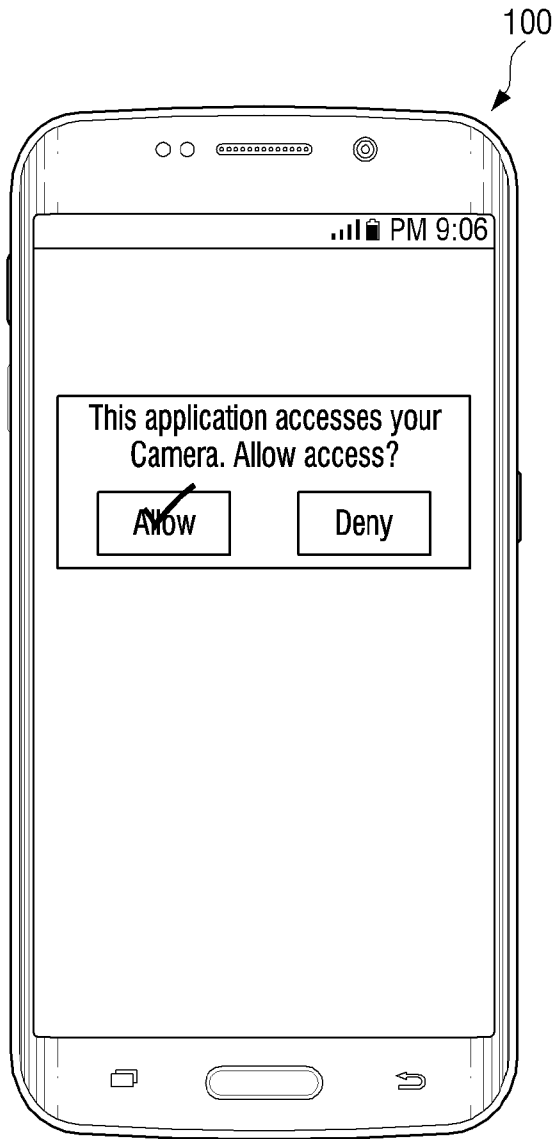 100
PM 9:06
This application accesses your
Camera. Allow access?
Allow
Deny